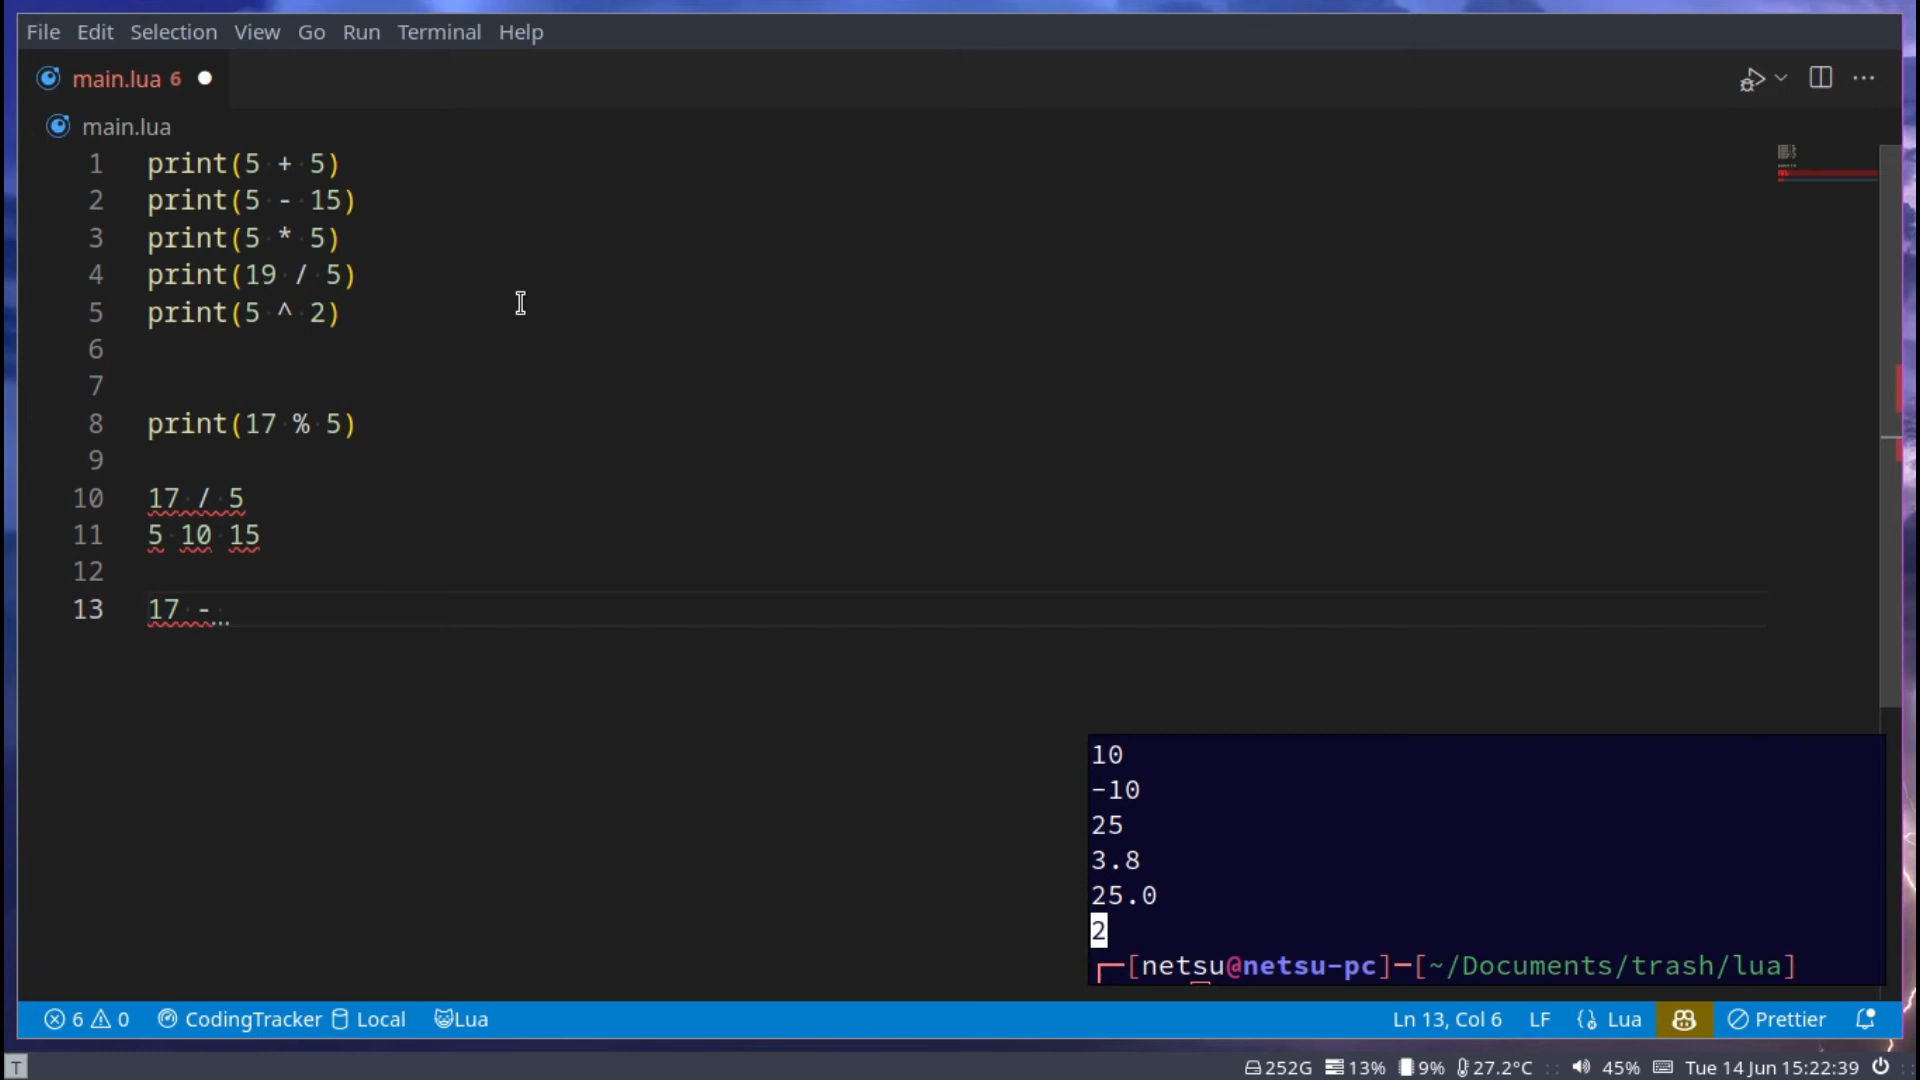 File Edit Selection View Go Run Terminal Help
main.lua 6
main.lua
1 print(5 + 5)
2 print(5 - 15)
3 print(5 * 5)
4 print(19 / 5)
5 print(5 ^ 2)
6
7
8 print(17 % 5)
9
10 17 / 5
11 5 10 15
12
13 17 -
10
-10
25
3.8
25.0
2
[netsu@netsu-pc]-[~/Documents/trash/lua]
6 0 CodingTracker Local Lua Ln 13, Col 6 LF Lua Prettier
T 252G 13% 9% 27.2°C 45% Tue 14 Jun 15:22:39